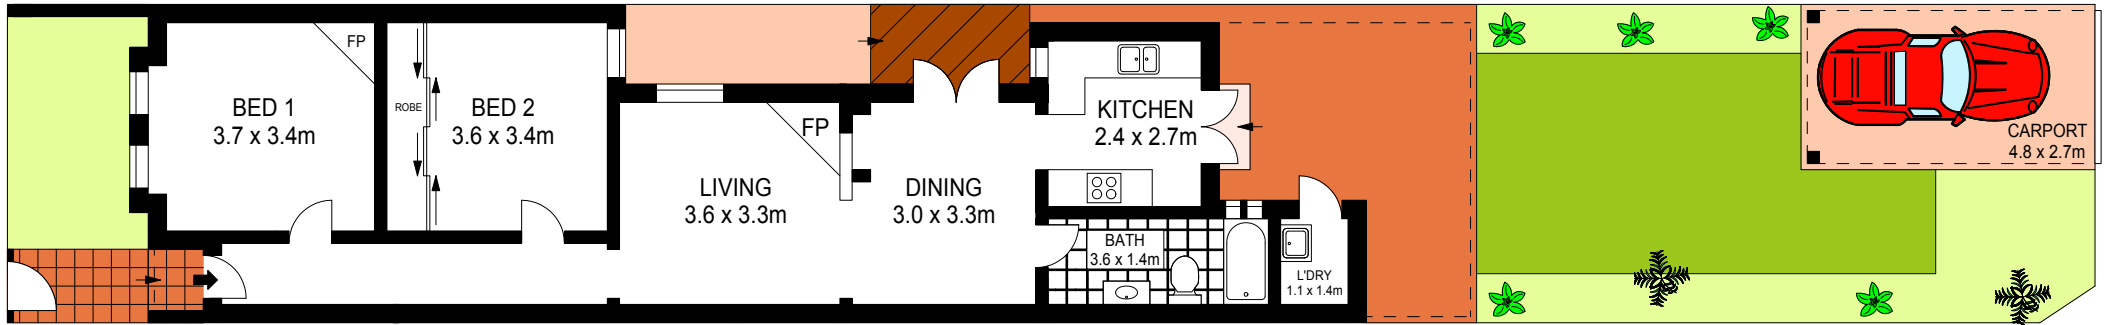 FP
BED 1
3.7 x 3.4m
ROBE
BED 2
3.6 x 3.4m
FP
LIVING
3.6 x 3.3m
DINING
3.0 x 3.3m
KITCHEN
2.4 x 2.7m
BATH
3.6 x 1.4m
L'DRY
1.1 x 1.4m
CARPORT
4.8 x 2.7m